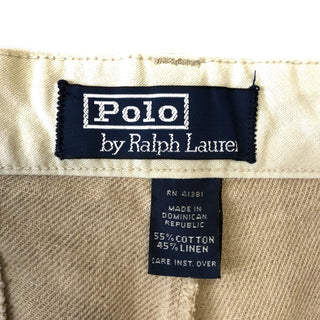 Polo
by Ralph Lauren
RN 41381
MADE IN
DOMINICAN
REPUBLIC
55% COTTON
45% LINEN
CARE INST. OVER